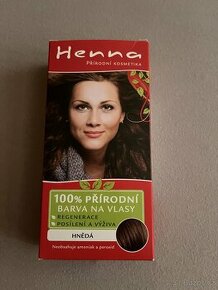 Henna
PŘÍRODNÍ KOSMETIKA
100% PŘÍRODNÍ
BARVA NA VLASY
REGENERACE
POSÍLENÍ A VÝŽIVA
HNĚDÁ
Neobsahuje amoniak a peroxid